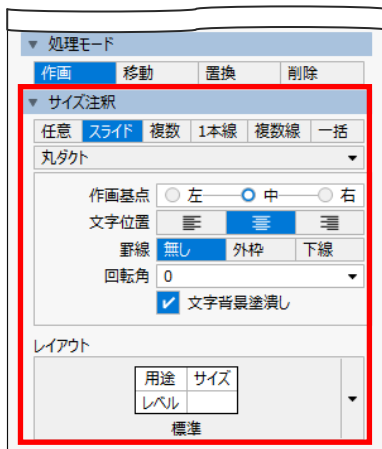 ▼ 処理モード
作画 移動 置換 削除
▼ サイズ注釈
任意 スライド 複数 1本線 複数線 一括
丸ダクト
作画基点 左 中 右
文字位置
罫線 無し 外枠 下線
回転角 0
文字背景塗潰し
レイアウト
用途 サイズ
レベル
標準